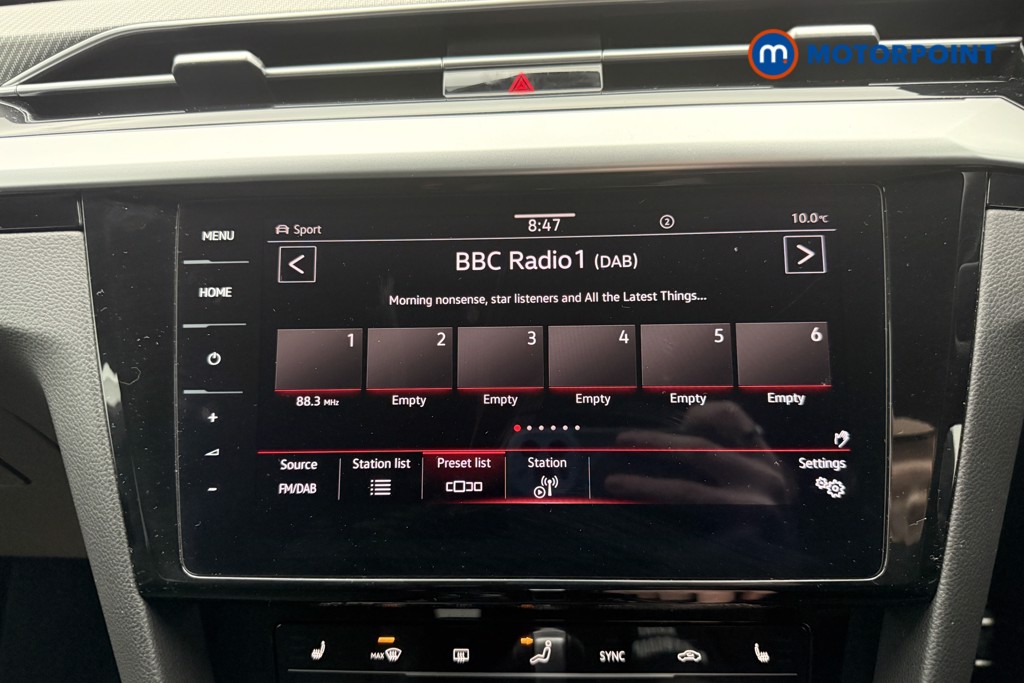 m MOTORPOINT
MENU
HOME
+
-
Sport 8:47 2 10.0°C
< BBC Radio1 (DAB) >
Morning nonsense, star listeners and All the Latest Things...
1 2 3 4 5 6
88.3 MHz Empty Empty Empty Empty Empty
Source Station list Preset list Station Settings
FM/DAB
MAX SYNC